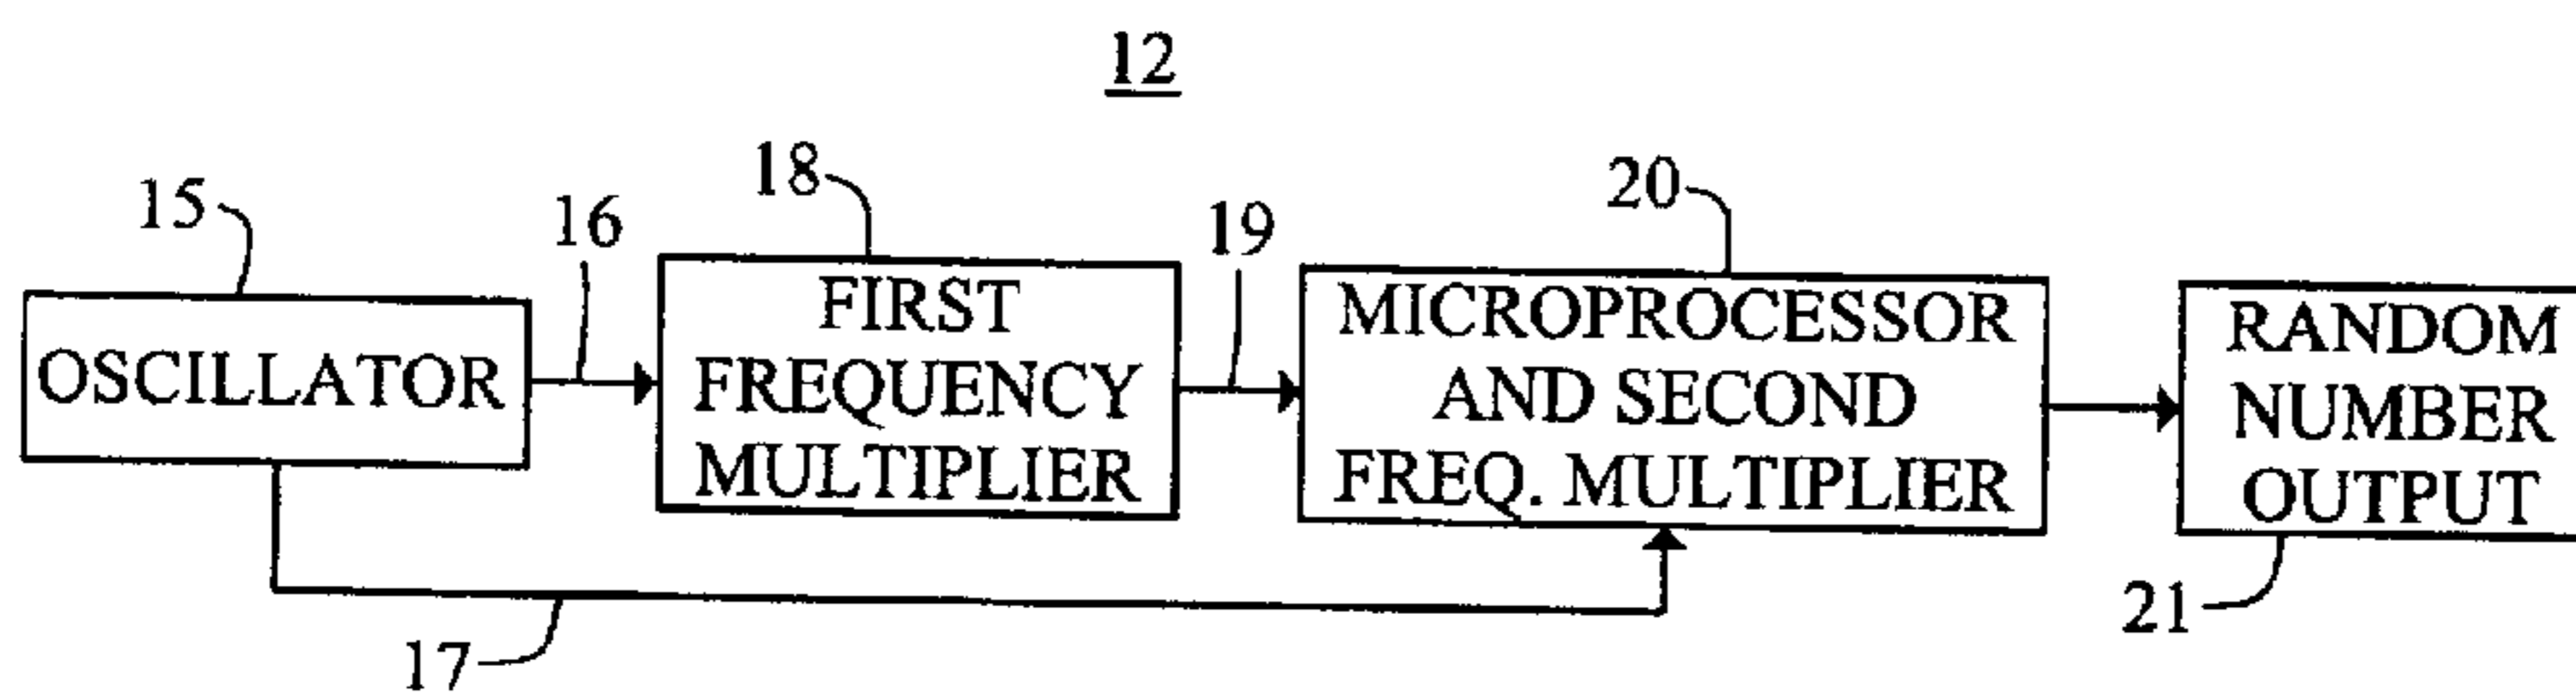 12
15
16
18
19
20
OSCILLATOR
FIRST
FREQUENCY
MULTIPLIER
MICROPROCESSOR
AND SECOND
FREQ. MULTIPLIER
RANDOM
NUMBER
OUTPUT
17
21